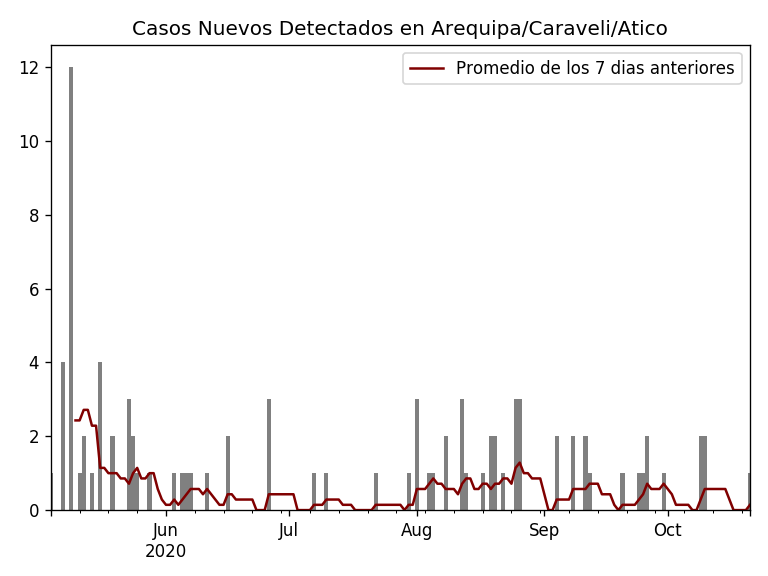 Casos Nuevos Detectados en Arequipa/Caraveli/Atico
Promedio de los 7 dias anteriores
12
10
8
6
4
2
0
Jun
2020
Jul
Aug
Sep
Oct